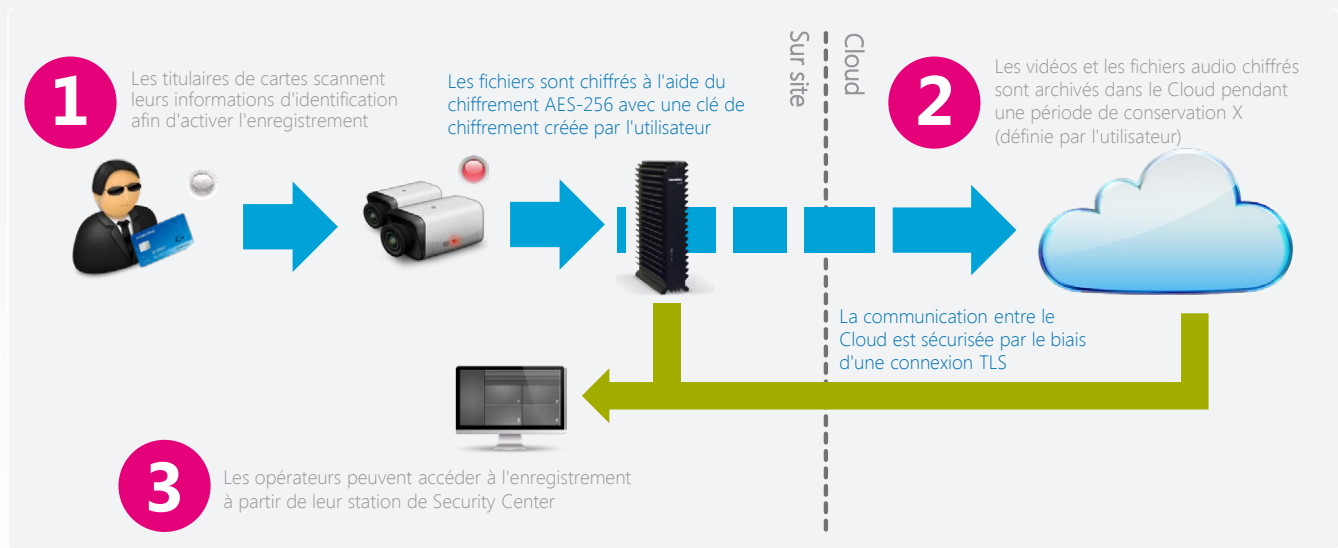 1
Les titulaires de cartes scannent
leurs informations d'identification
afin d'activer l'enregistrement
Les fichiers sont chiffrés à l'aide du
chiffrement AES-256 avec une clé de
chiffrement créée par l'utilisateur
Sur site
Cloud
2
Les vidéos et les fichiers audio chiffrés
sont archivés dans le Cloud pendant
une période de conservation X
(définie par l'utilisateur)
La communication entre le
Cloud est sécurisée par le biais
d'une connexion TLS
3
Les opérateurs peuvent accéder à l'enregistrement
à partir de leur station de Security Center